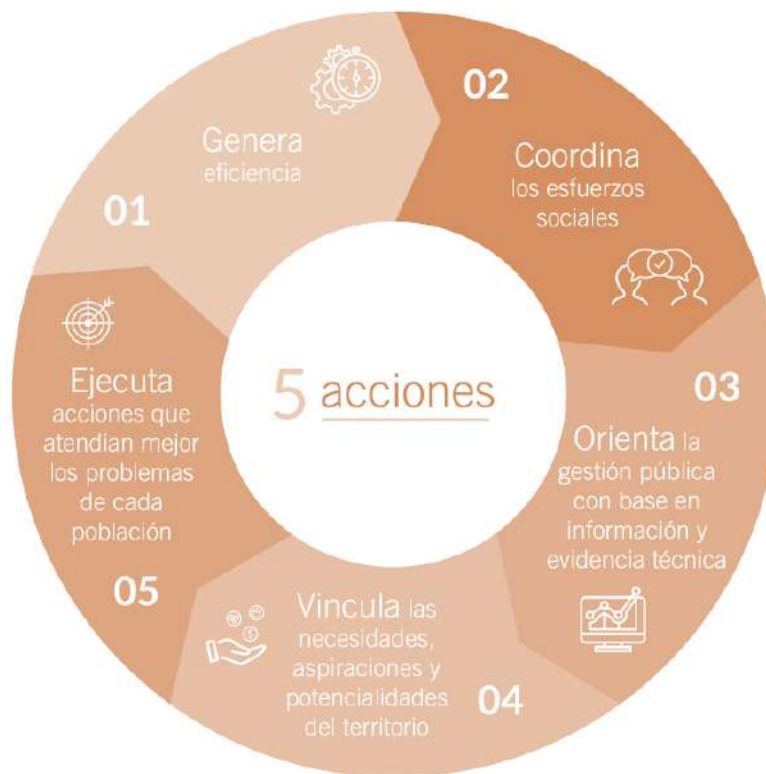 5 acciones
01
Genera
eficiencia
02
Coordina
los esfuerzos
sociales
03
Orienta la
gestión pública
con base en
información y
evidencia técnica
04
Vincula las
necesidades,
aspiraciones y
potencialidades
del territorio
05
Ejecuta
acciones que
atendian mejor
los problemas
de cada
población